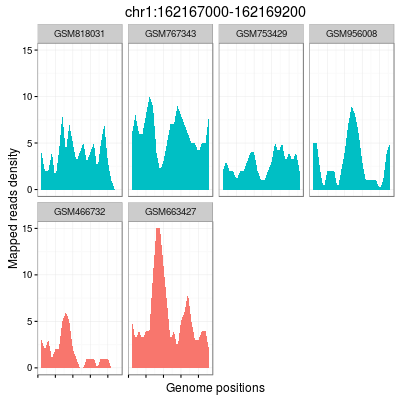 chr1:162167000-162169200
GSM818031 GSM767343 GSM753429 GSM956008
15
10
5
0
GSM466732 GSM663427
15
10
5
0
Mapped reads density
Genome positions